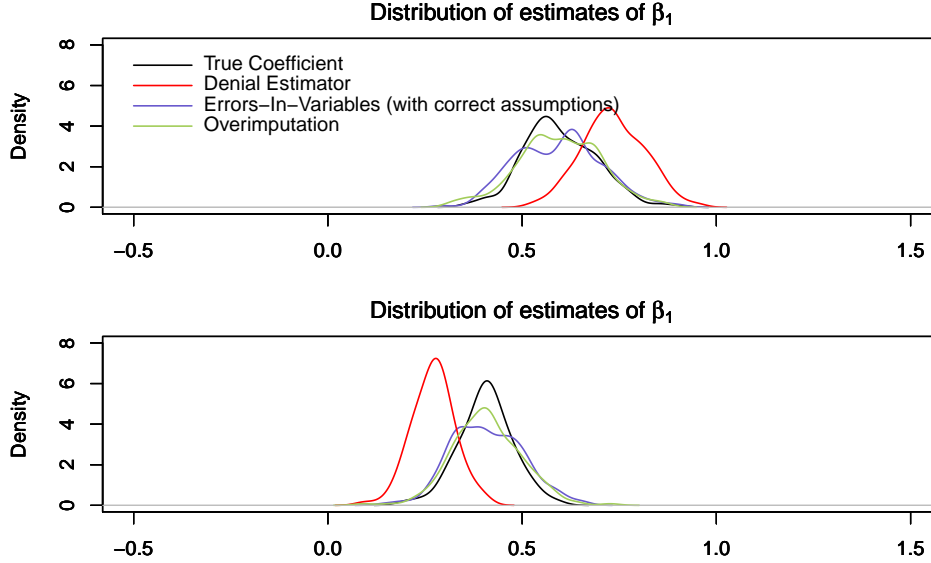 Distribution of estimates of β₁
Density
8
6
4
2
0
True Coefficient
Denial Estimator
Errors−In−Variables (with correct assumptions)
Overimputation
−0.5 0.0 0.5 1.0 1.5
Distribution of estimates of β₁
Density
8
6
4
2
0
−0.5 0.0 0.5 1.0 1.5